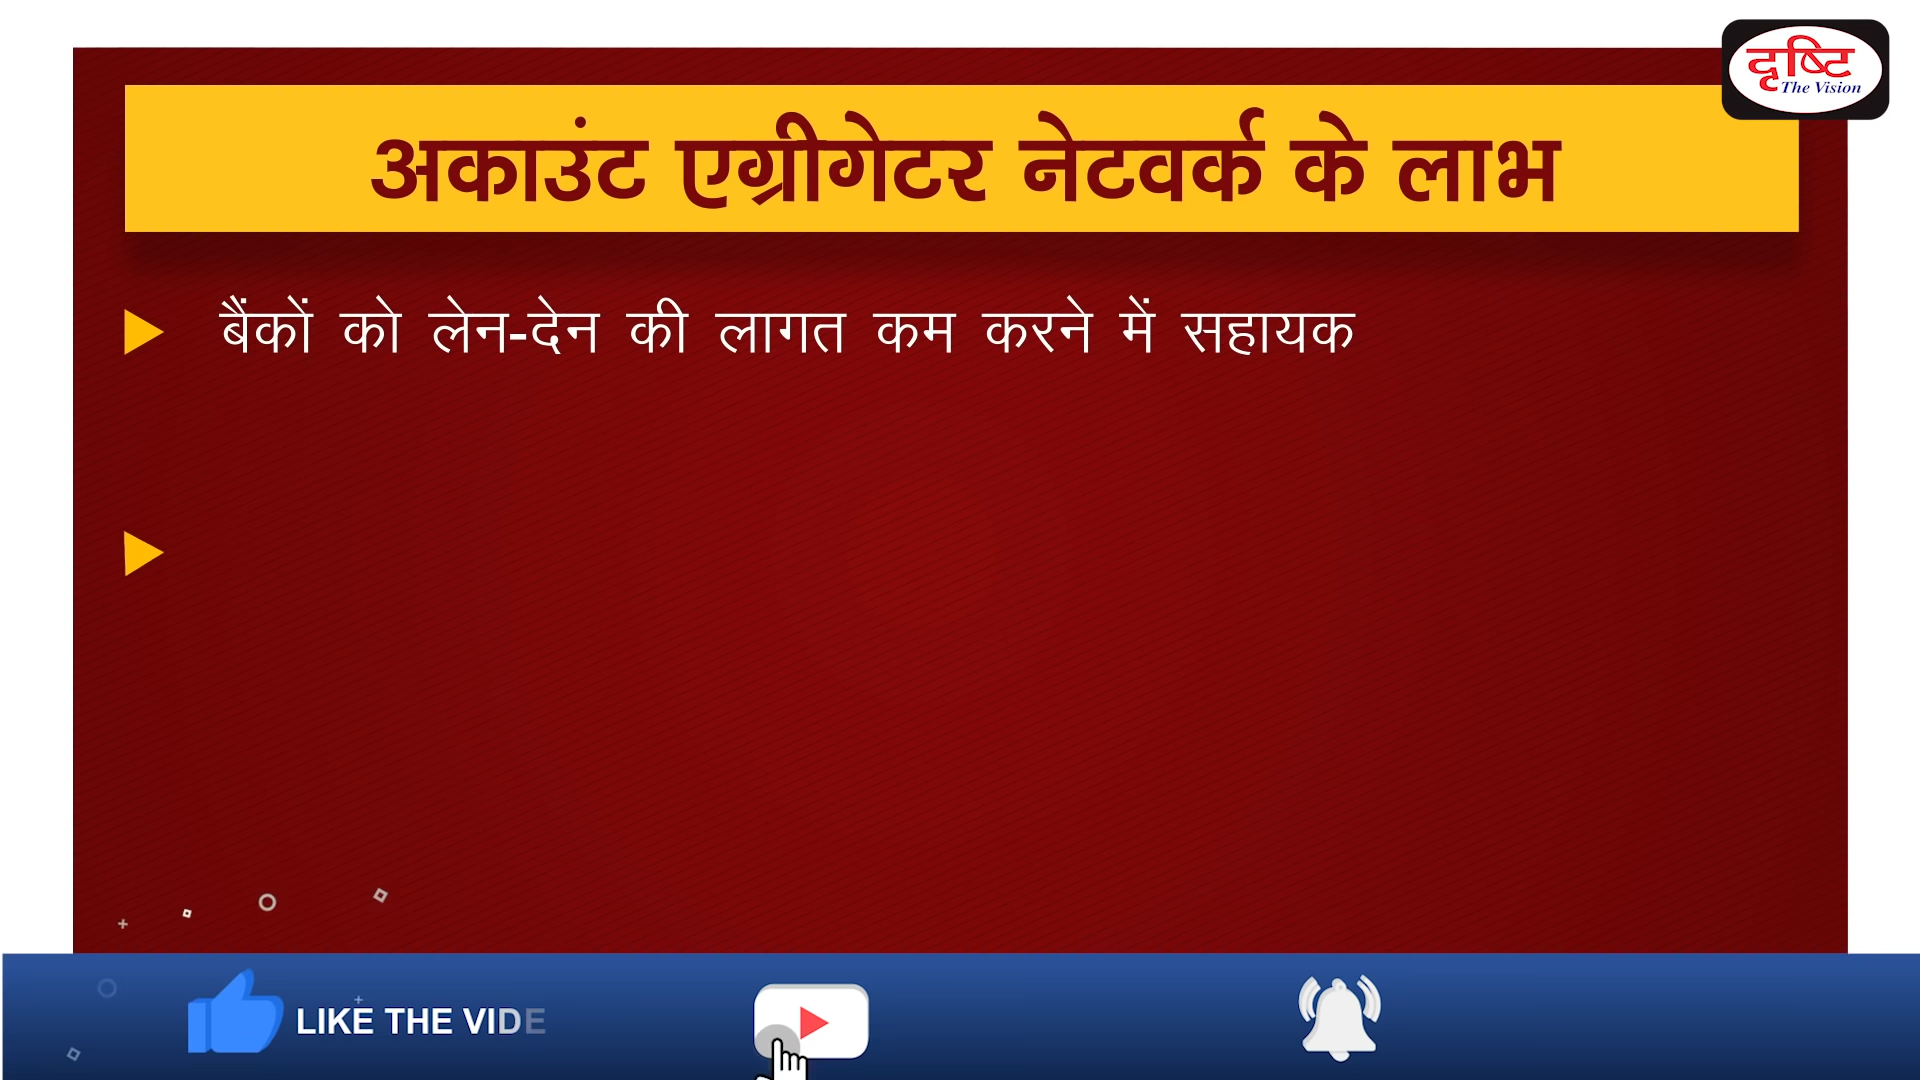 दृष्टि
The Vision
अकाउंट एग्रीगेटर नेटवर्क के लाभ
बैंकों को लेन-देन की लागत कम करने में सहायक
LIKE THE VIDE